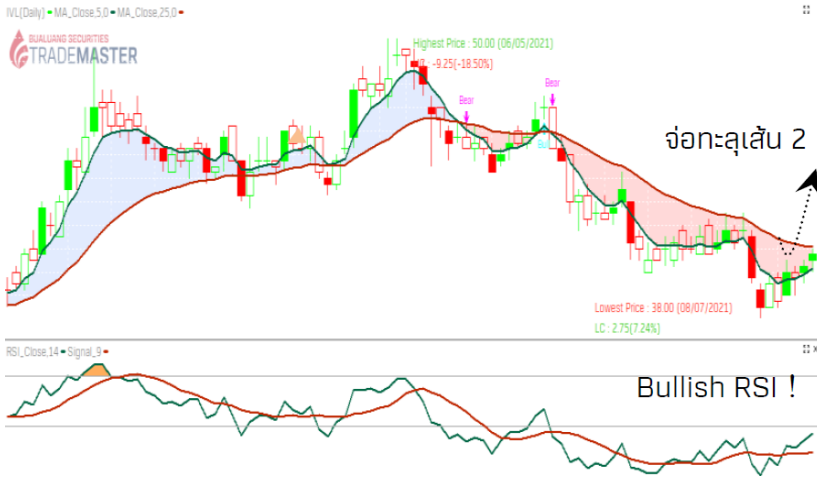 IVL(Daily) MA_Close,5,0 MA_Close,25,0
BUALUANG SECURITIES
TRADEMASTER
Highest Price : 50.00 (06/05/2021)
: -9.25(-18.50%)
Bear
Bear
จ่อทะลุเส้น 2
Lowest Price : 38.00 (08/07/2021)
LC : 2.75(7.24%)
RSI_Close,14 Signal_9
Bullish RSI !